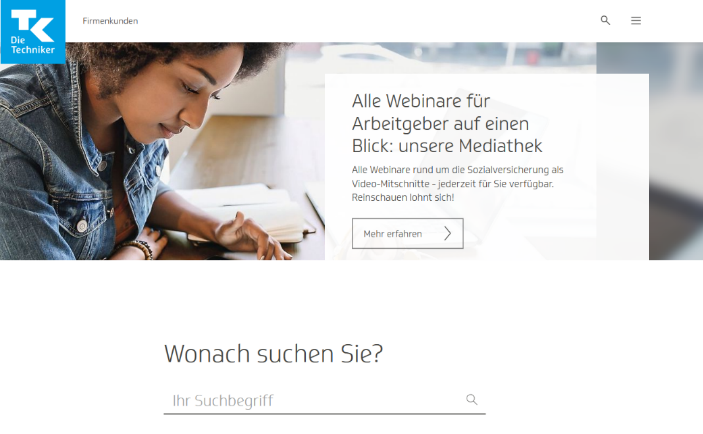 TK
Die
Techniker
Firmenkunden
Alle Webinare für
Arbeitgeber auf einen
Blick: unsere Mediathek
Alle Webinare rund um die Sozialversicherung als
Video-Mitschnitte - jederzeit für Sie verfügbar.
Reinschauen lohnt sich!
Mehr erfahren
Wonach suchen Sie?
Ihr Suchbegriff